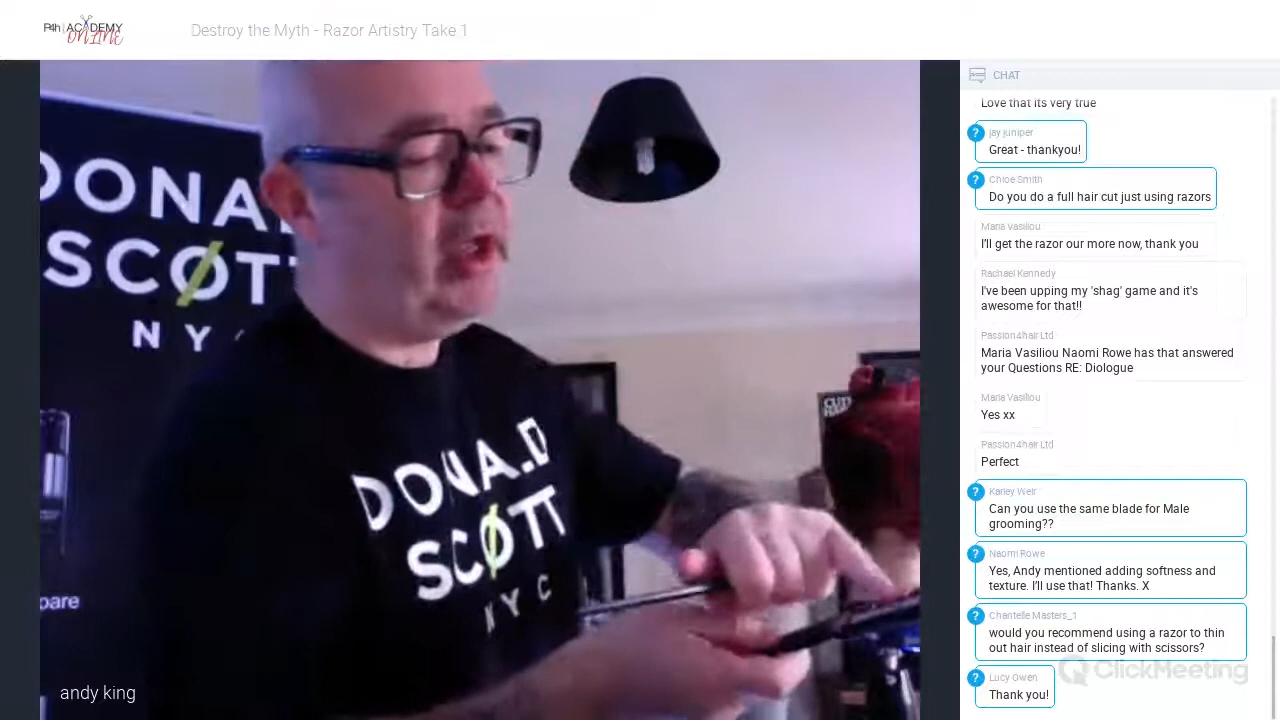 P4h ACADEMY
ONLINE
Destroy the Myth - Razor Artistry Take 1
DONA.
SCØTT
NYC
pare
DONA.D
SCØTT
NYC
andy king
CHAT
Love that its very true
jay juniper
Great - thankyou!
Chloe Smith
Do you do a full hair cut just using razors
Maria Vasiliou
I'll get the razor our more now, thank you
Rachael Kennedy
I've been upping my 'shag' game and it's
awesome for that!!
Passion4hair Ltd
Maria Vasiliou Naomi Rowe has that answered
your Questions RE: Diologue
Maria Vasiliou
Yes xx
Passion4hair Ltd
Perfect
Karley Weir
Can you use the same blade for Male
grooming??
Naomi Rowe
Yes, Andy mentioned adding softness and
texture. I'll use that! Thanks. X
Chantelle Masters_1
would you recommend using a razor to thin
out hair instead of slicing with scissors?
Lucy Owen
Thank you!
ClickMeeting